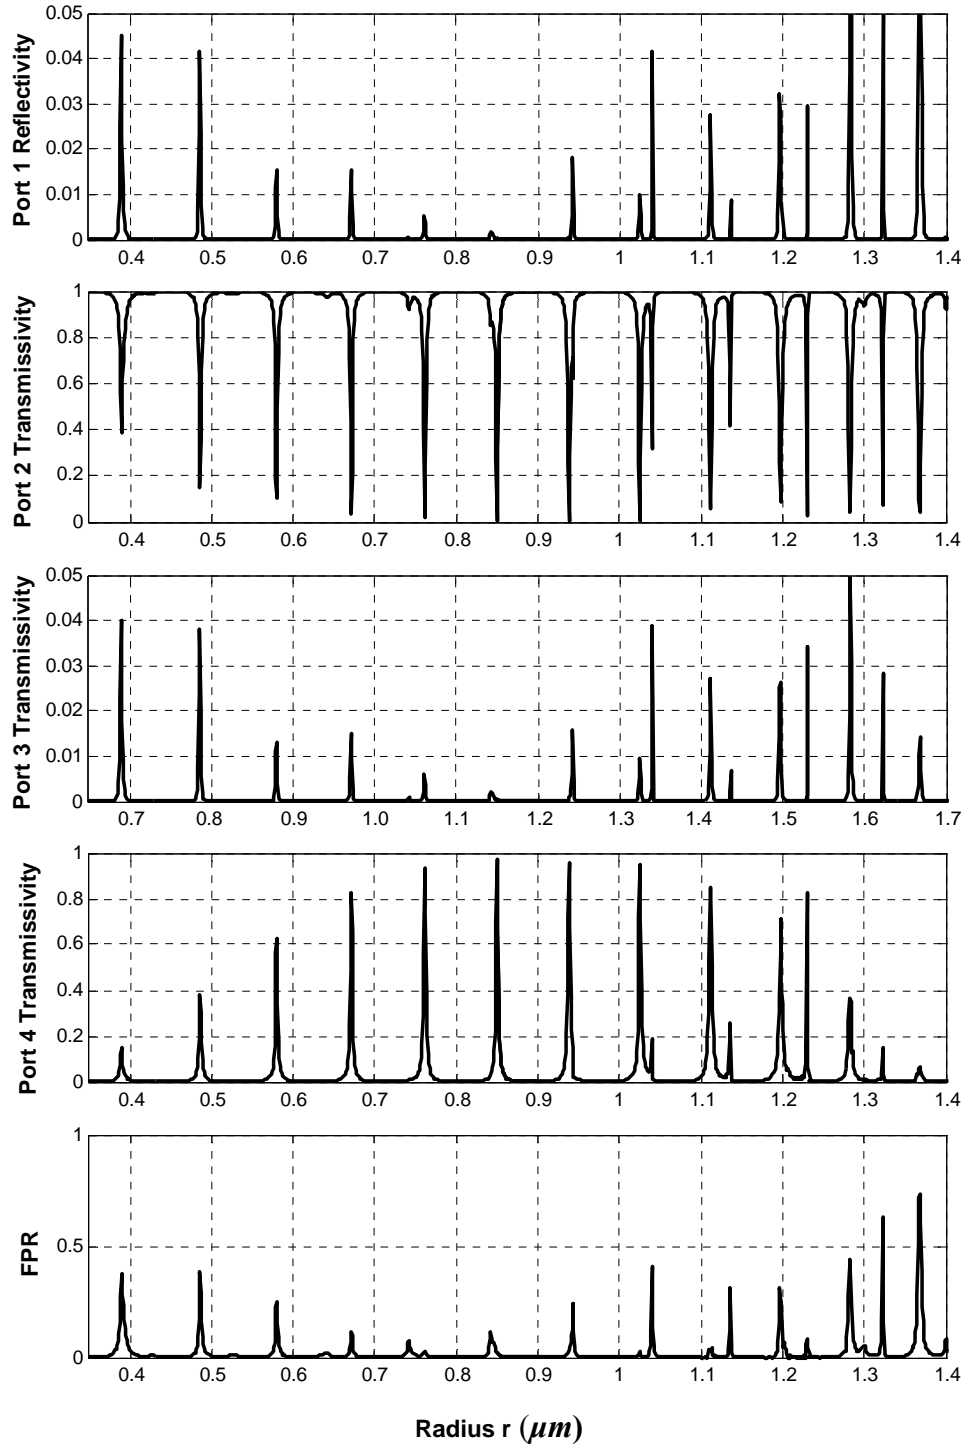 0.05
0.04
0.03
0.02
0.01
0
Port 1 Reflectivity
0.4 0.5 0.6 0.7 0.8 0.9 1 1.1 1.2 1.3 1.4
1
0.8
0.6
0.4
0.2
0
Port 2 Transmissivity
0.4 0.5 0.6 0.7 0.8 0.9 1 1.1 1.2 1.3 1.4
0.05
0.04
0.03
0.02
0.01
0
Port 3 Transmissivity
0.7 0.8 0.9 1.0 1.1 1.2 1.3 1.4 1.5 1.6 1.7
1
0.8
0.6
0.4
0.2
0
Port 4 Transmissivity
0.4 0.5 0.6 0.7 0.8 0.9 1 1.1 1.2 1.3 1.4
1
0.5
0
FPR
0.4 0.5 0.6 0.7 0.8 0.9 1 1.1 1.2 1.3 1.4
Radius r (μm)